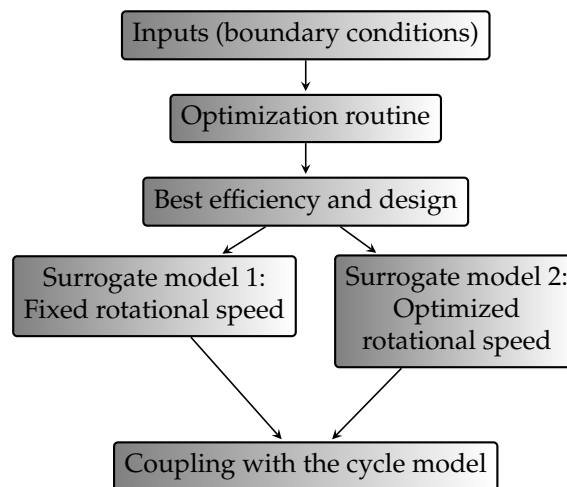 Inputs (boundary conditions)
Optimization routine
Best efficiency and design
Surrogate model 1:
Fixed rotational speed
Surrogate model 2:
Optimized
rotational speed
Coupling with the cycle model